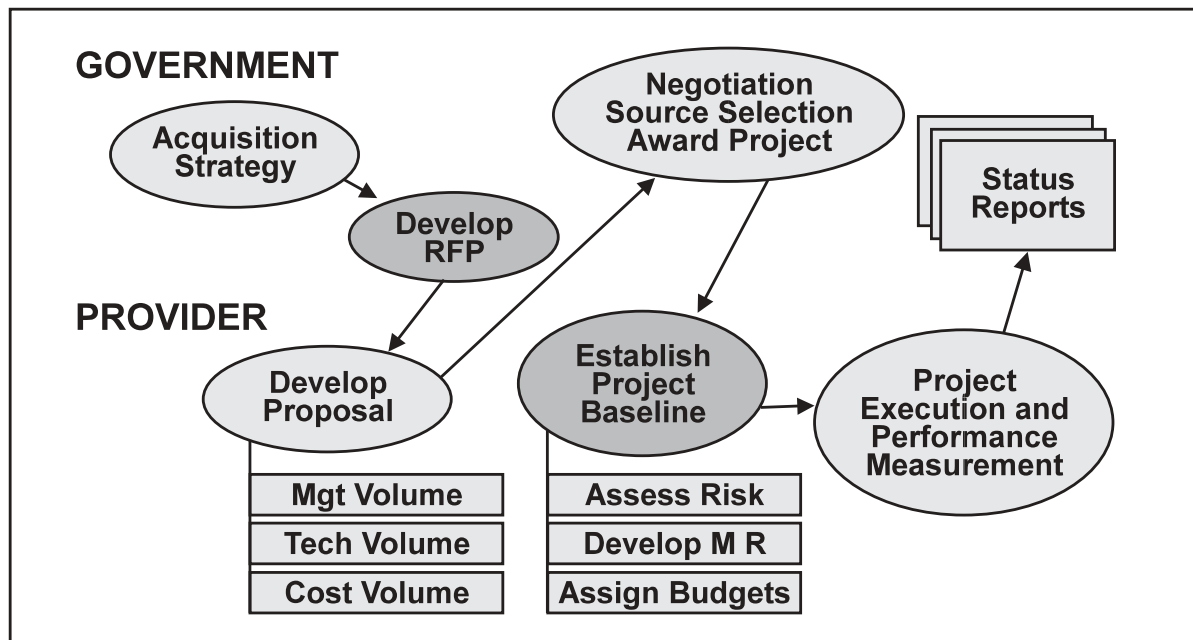 GOVERNMENT
Acquisition
Strategy
Develop
RFP
Negotiation
Source Selection
Award Project
Status
Reports
PROVIDER
Develop
Proposal
Mgt Volume
Tech Volume
Cost Volume
Establish
Project
Baseline
Assess Risk
Develop M R
Assign Budgets
Project
Execution and
Performance
Measurement